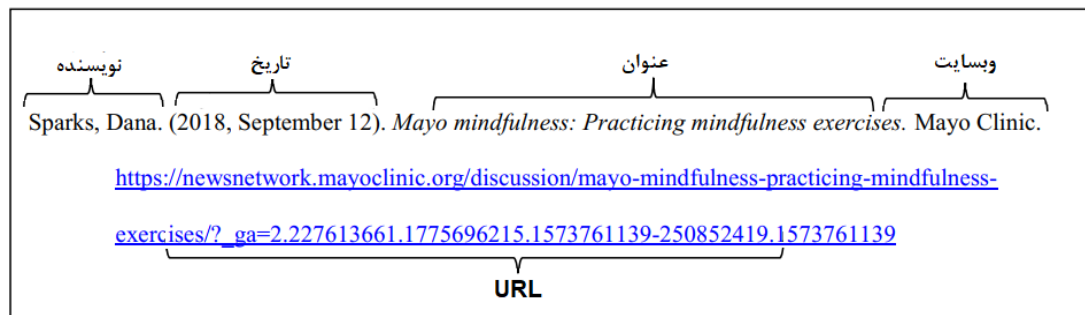 نویسنده تاریخ عنوان وبسایت
Sparks, Dana. (2018, September 12). Mayo mindfulness: Practicing mindfulness exercises. Mayo Clinic.
https://newsnetwork.mayoclinic.org/discussion/mayo-mindfulness-practicing-mindfulness-
exercises/?_ga=2.227613661.1775696215.1573761139-250852419.1573761139
URL